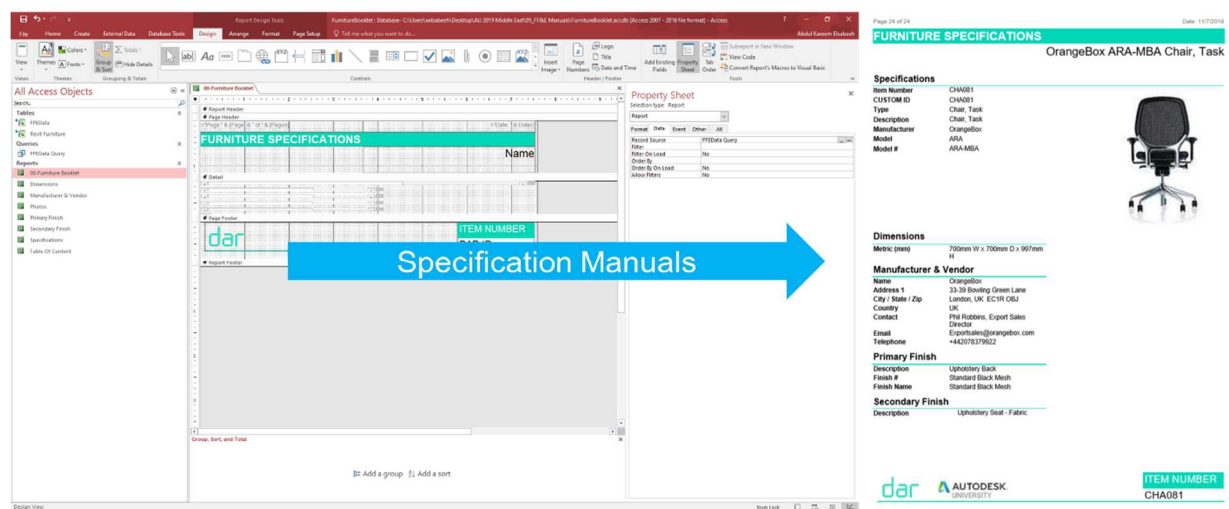 Report Design Tools
FurnitureBooklet : Database- C:\Users\aelsabeeh\Desktop\AU 2019 Middle East\05_FF&E Manuals\FurnitureBooklet.accdb (Access 2007 - 2016 file format) - Access
File Home Create External Data Database Tools Design Arrange Format Page Setup Tell me what you want to do...
View Themes Colors Fonts Group & Sort Totals Hide Details
Insert Image Page Numbers Logo Title Date and Time Add Existing Fields Property Sheet Tab Order Subreport in New Window View Code Convert Report's Macros to Visual Basic
Views Themes Grouping & Totals Controls Header / Footer Tools
All Access Objects
Search...
Tables
FFEData
Revit Furniture
Queries
FFEData Query
Reports
00-Furniture Booklet
Dimensions
Manufacturer & Vendor
Photos
Primary Finish
Secondary Finish
Specifications
Table Of Content
00-Furniture Booklet
Report Header
Page Header
FURNITURE SPECIFICATIONS
Name
Detail
Page Footer
dar
ITEM NUMBER
Report Footer
Group, Sort, and Total
Add a group Add a sort
Design View
Num Lock
Property Sheet
Selection type: Report
Report
Format Data Event Other All
Record Source FFEData Query
Filter
Filter On Load No
Order By
Order By On Load No
Allow Filters No
Specification Manuals
Page 24 of 24 Date 11/7/2019
FURNITURE SPECIFICATIONS
OrangeBox ARA-MBA Chair, Task
Specifications
Item Number CHA081
CUSTOM ID CHA081
Type Chair, Task
Description Chair, Task
Manufacturer OrangeBox
Model ARA
Model # ARA-MBA
Dimensions
Metric (mm) 700mm W x 700mm D x 997mm
H
Manufacturer & Vendor
Name OrangeBox
Address 1 33-39 Bowling Green Lane
City / State / Zip London, UK EC1R OBJ
Country UK
Contact Phil Robbins, Export Sales
Director
Email Exportsales@orangebox.com
Telephone +442078379922
Primary Finish
Description Upholstery Back
Finish # Standard Black Mesh
Finish Name Standard Black Mesh
Secondary Finish
Description Upholstery Seat - Fabric
dar AUTODESK
UNIVERSITY
ITEM NUMBER
CHA081